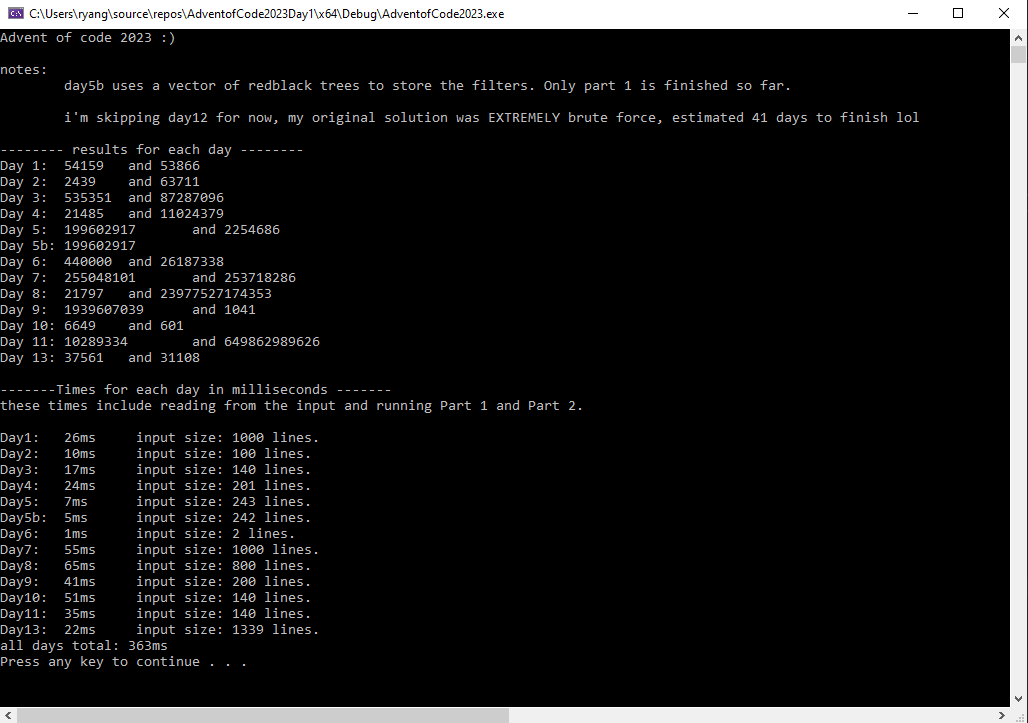 C:\Users\ryang\source\repos\AdventofCode2023Day1\x64\Debug\AdventofCode2023.exe
Advent of code 2023 :)
notes:
day5b uses a vector of redblack trees to store the filters. Only part 1 is finished so far.
i'm skipping day12 for now, my original solution was EXTREMELY brute force, estimated 41 days to finish lol
-------- results for each day --------
Day 1: 54159 and 53866
Day 2: 2439 and 63711
Day 3: 535351 and 87287096
Day 4: 21485 and 11024379
Day 5: 199602917 and 2254686
Day 5b: 199602917
Day 6: 440000 and 26187338
Day 7: 255048101 and 253718286
Day 8: 21797 and 23977527174353
Day 9: 1939607039 and 1041
Day 10: 6649 and 601
Day 11: 10289334 and 649862989626
Day 13: 37561 and 31108
-------Times for each day in milliseconds -------
these times include reading from the input and running Part 1 and Part 2.
Day1: 26ms input size: 1000 lines.
Day2: 10ms input size: 100 lines.
Day3: 17ms input size: 140 lines.
Day4: 24ms input size: 201 lines.
Day5: 7ms input size: 243 lines.
Day5b: 5ms input size: 242 lines.
Day6: 1ms input size: 2 lines.
Day7: 55ms input size: 1000 lines.
Day8: 65ms input size: 800 lines.
Day9: 41ms input size: 200 lines.
Day10: 51ms input size: 140 lines.
Day11: 35ms input size: 140 lines.
Day13: 22ms input size: 1339 lines.
all days total: 363ms
Press any key to continue . . .